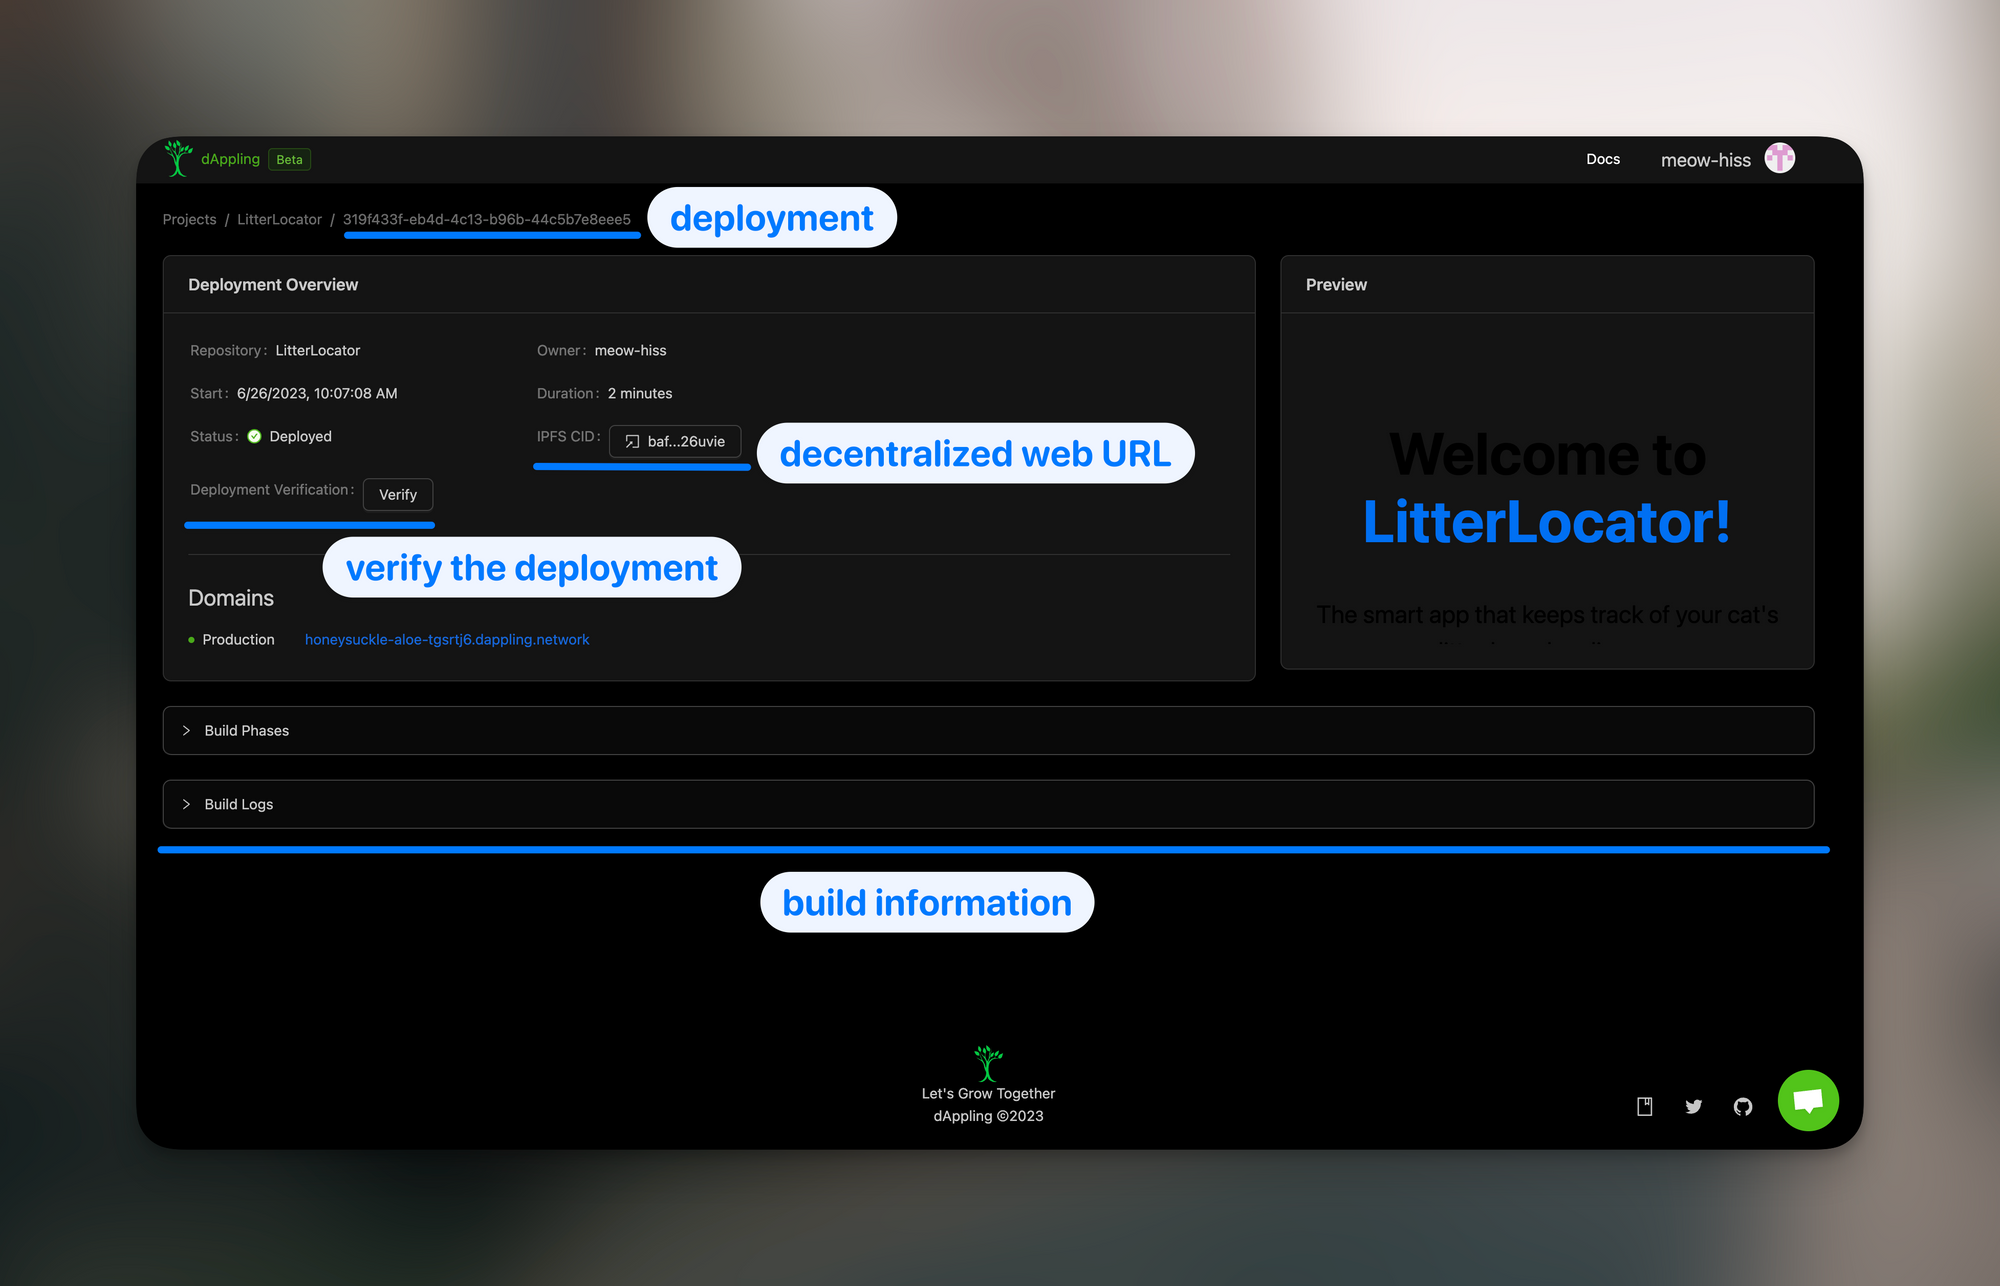 dAppling Beta
Docs meow-hiss
Projects / LitterLocator / 319f433f-eb4d-4c13-b96b-44c5b7e8eee5
deployment
Deployment Overview
Repository: LitterLocator
Owner: meow-hiss
Start: 6/26/2023, 10:07:08 AM
Duration: 2 minutes
Status: Deployed
IPFS CID: baf...26uvie
decentralized web URL
Deployment Verification: Verify
verify the deployment
Domains
Production honeysuckle-aloe-tgsrtj6.dappling.network
Preview
Welcome to
LitterLocator!
The smart app that keeps track of your cat's
Build Phases
Build Logs
build information
Let's Grow Together
dAppling ©2023